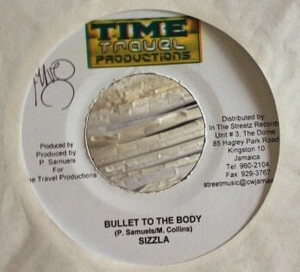 TIME
Travel
PRODUCTIONS
Produced by
Produced by
P. Samuels
For
he Travel Productions
Distributed by
In The Streetz Records
Unit # 3, The Dome
85 Hagley Park Road
Kingston 10
Jamaica
Tel: 960-2104
Fax: 929-3767
streetmusic@cwjama
BULLET TO THE BODY
(P. Samuels/M. Collins)
SIZZLA